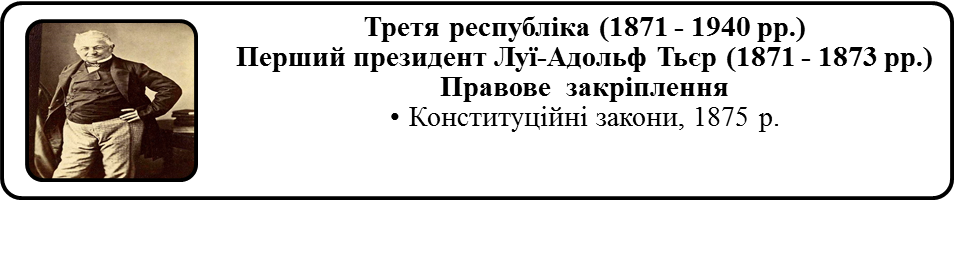 Третя республіка (1871 - 1940 рр.)
Перший президент Луї-Адольф Тьєр (1871 - 1873 рр.)
Правове закріплення
• Конституційні закони, 1875 р.